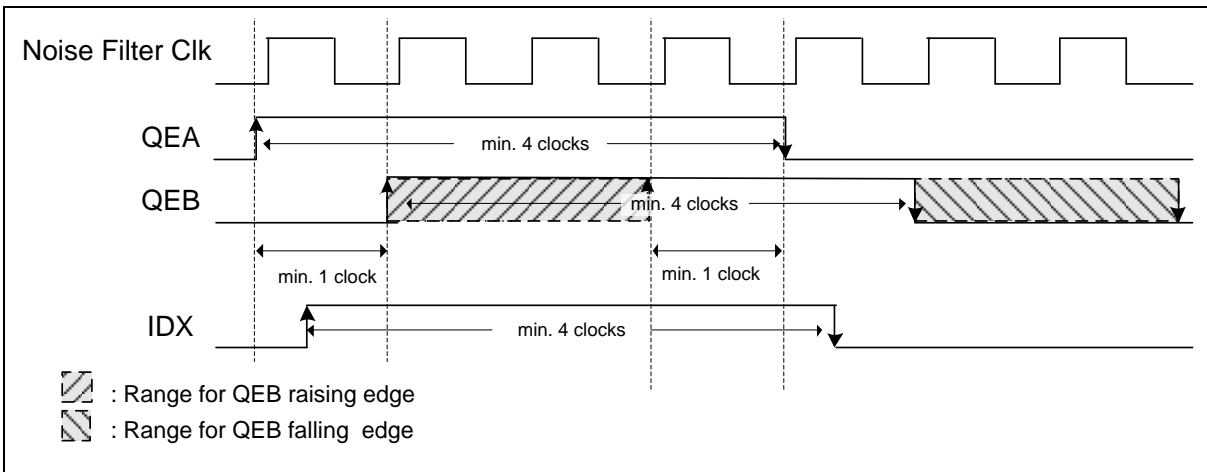 Noise Filter Clk
QEA
min. 4 clocks
QEB
min. 4 clocks
min. 1 clock
min. 1 clock
IDX
min. 4 clocks
: Range for QEB raising edge
: Range for QEB falling edge